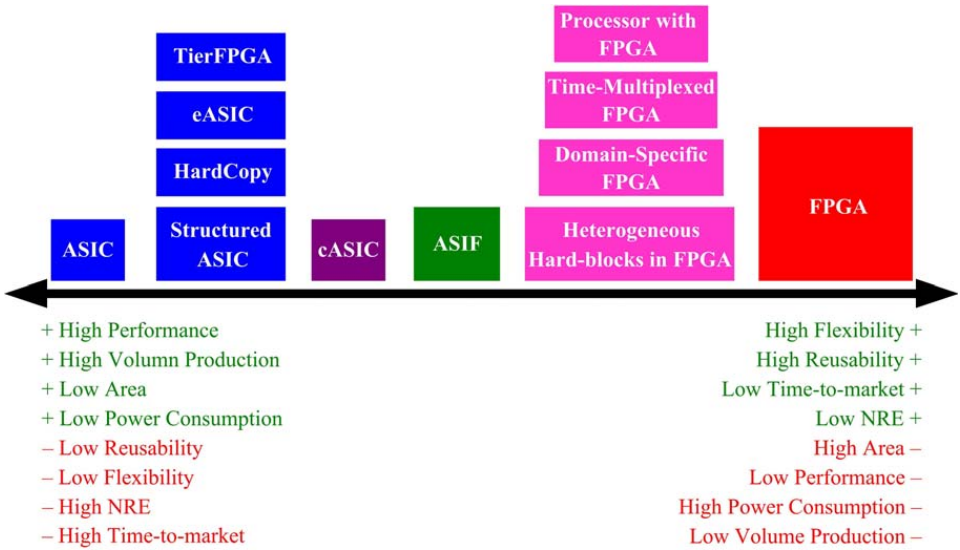 TierFPGA
eASIC
HardCopy
Structured
ASIC
ASIC
cASIC
ASIF
Processor with
FPGA
Time-Multiplexed
FPGA
Domain-Specific
FPGA
Heterogeneous
Hard-blocks in FPGA
FPGA
+ High Performance
+ High Volumn Production
+ Low Area
+ Low Power Consumption
– Low Reusability
– Low Flexibility
– High NRE
– High Time-to-market
High Flexibility +
High Reusability +
Low Time-to-market +
Low NRE +
High Area –
Low Performance –
High Power Consumption –
Low Volume Production –